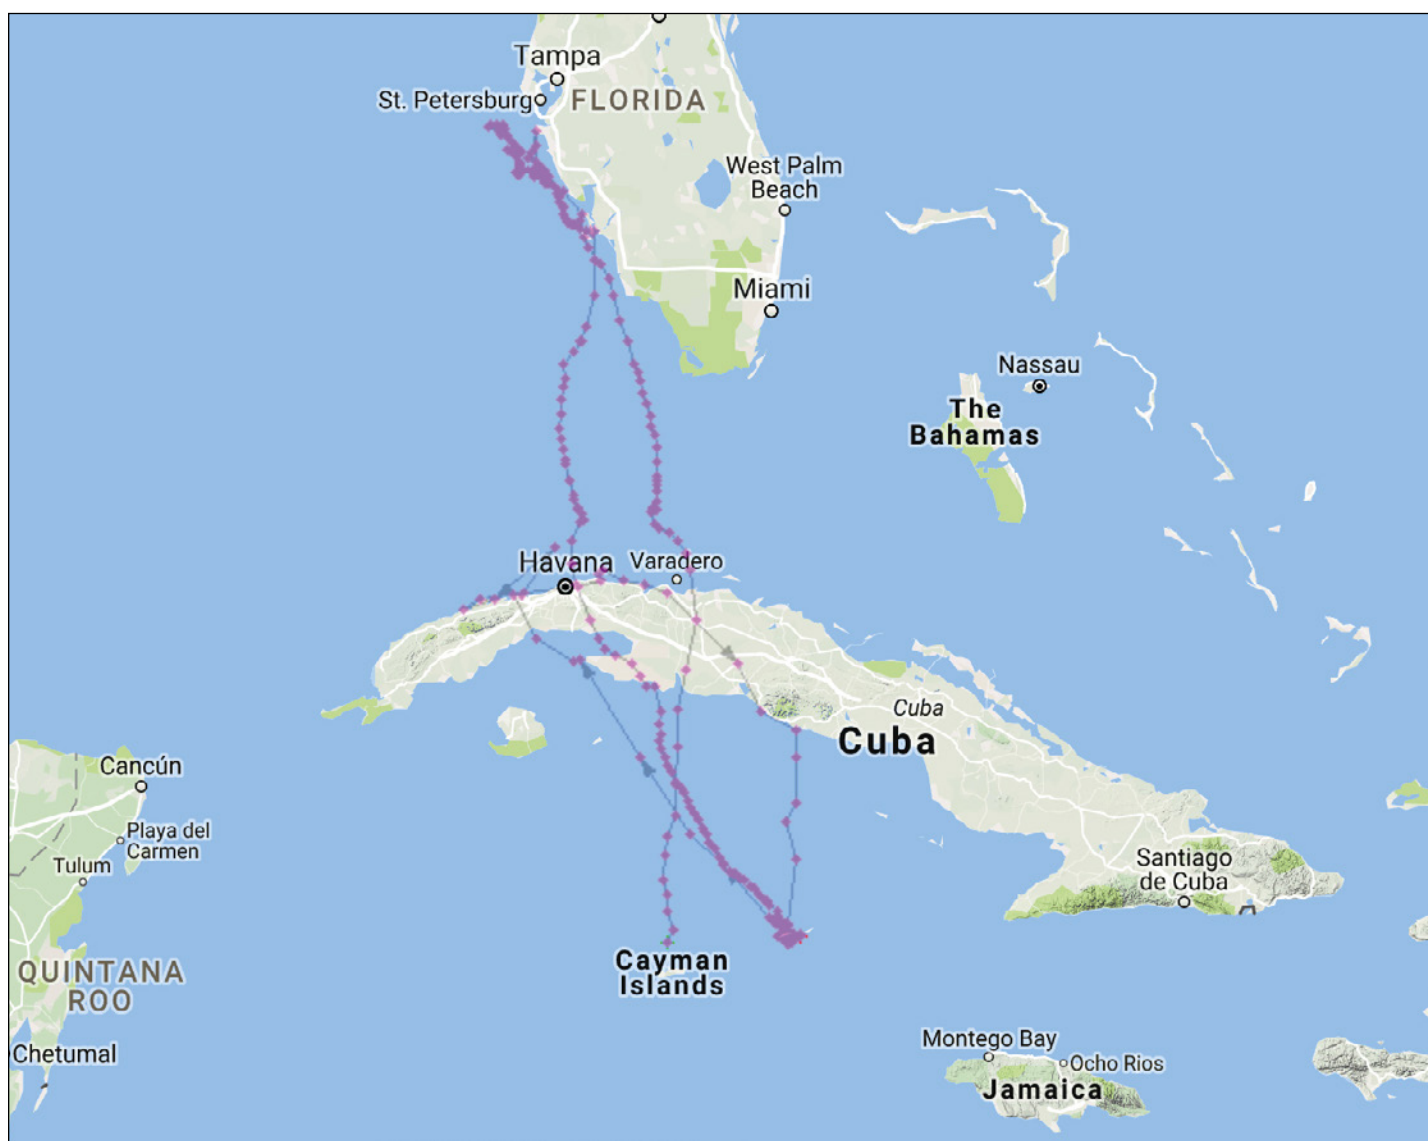 Tampa
St. Petersburg
FLORIDA
West Palm
Beach
Miami
Nassau
The
Bahamas
Havana
Varadero
Cuba
Cuba
Cancún
Playa del
Carmen
Tulum
Santiago
de Cuba
Cayman
Islands
QUINTANA
ROO
Chetumal
Montego Bay
Ocho Rios
Jamaica